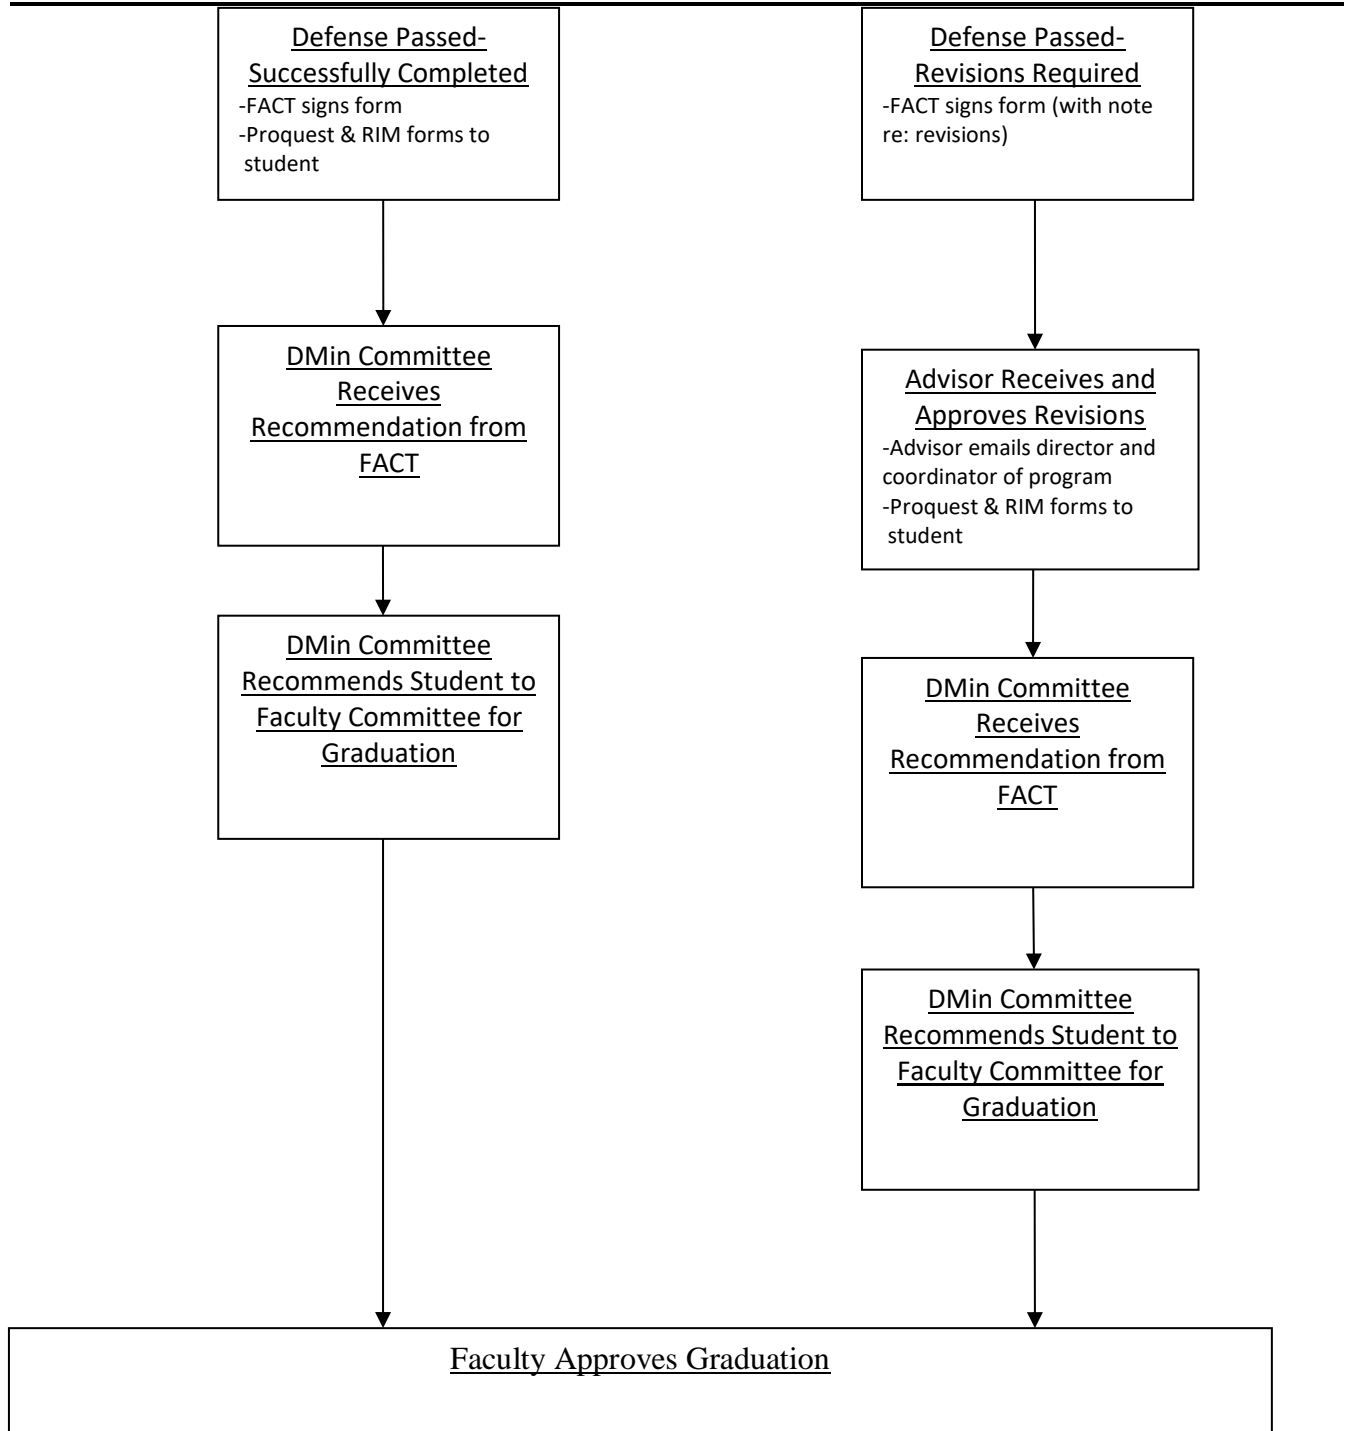 Defense Passed-
Successfully Completed
-FACT signs form
-Proquest & RIM forms to
student
DMin Committee
Receives
Recommendation from
FACT
DMin Committee
Recommends Student to
Faculty Committee for
Graduation
Defense Passed-
Revisions Required
-FACT signs form (with note
re: revisions)
Advisor Receives and
Approves Revisions
-Advisor emails director and
coordinator of program
-Proquest & RIM forms to
student
DMin Committee
Receives
Recommendation from
FACT
DMin Committee
Recommends Student to
Faculty Committee for
Graduation
Faculty Approves Graduation